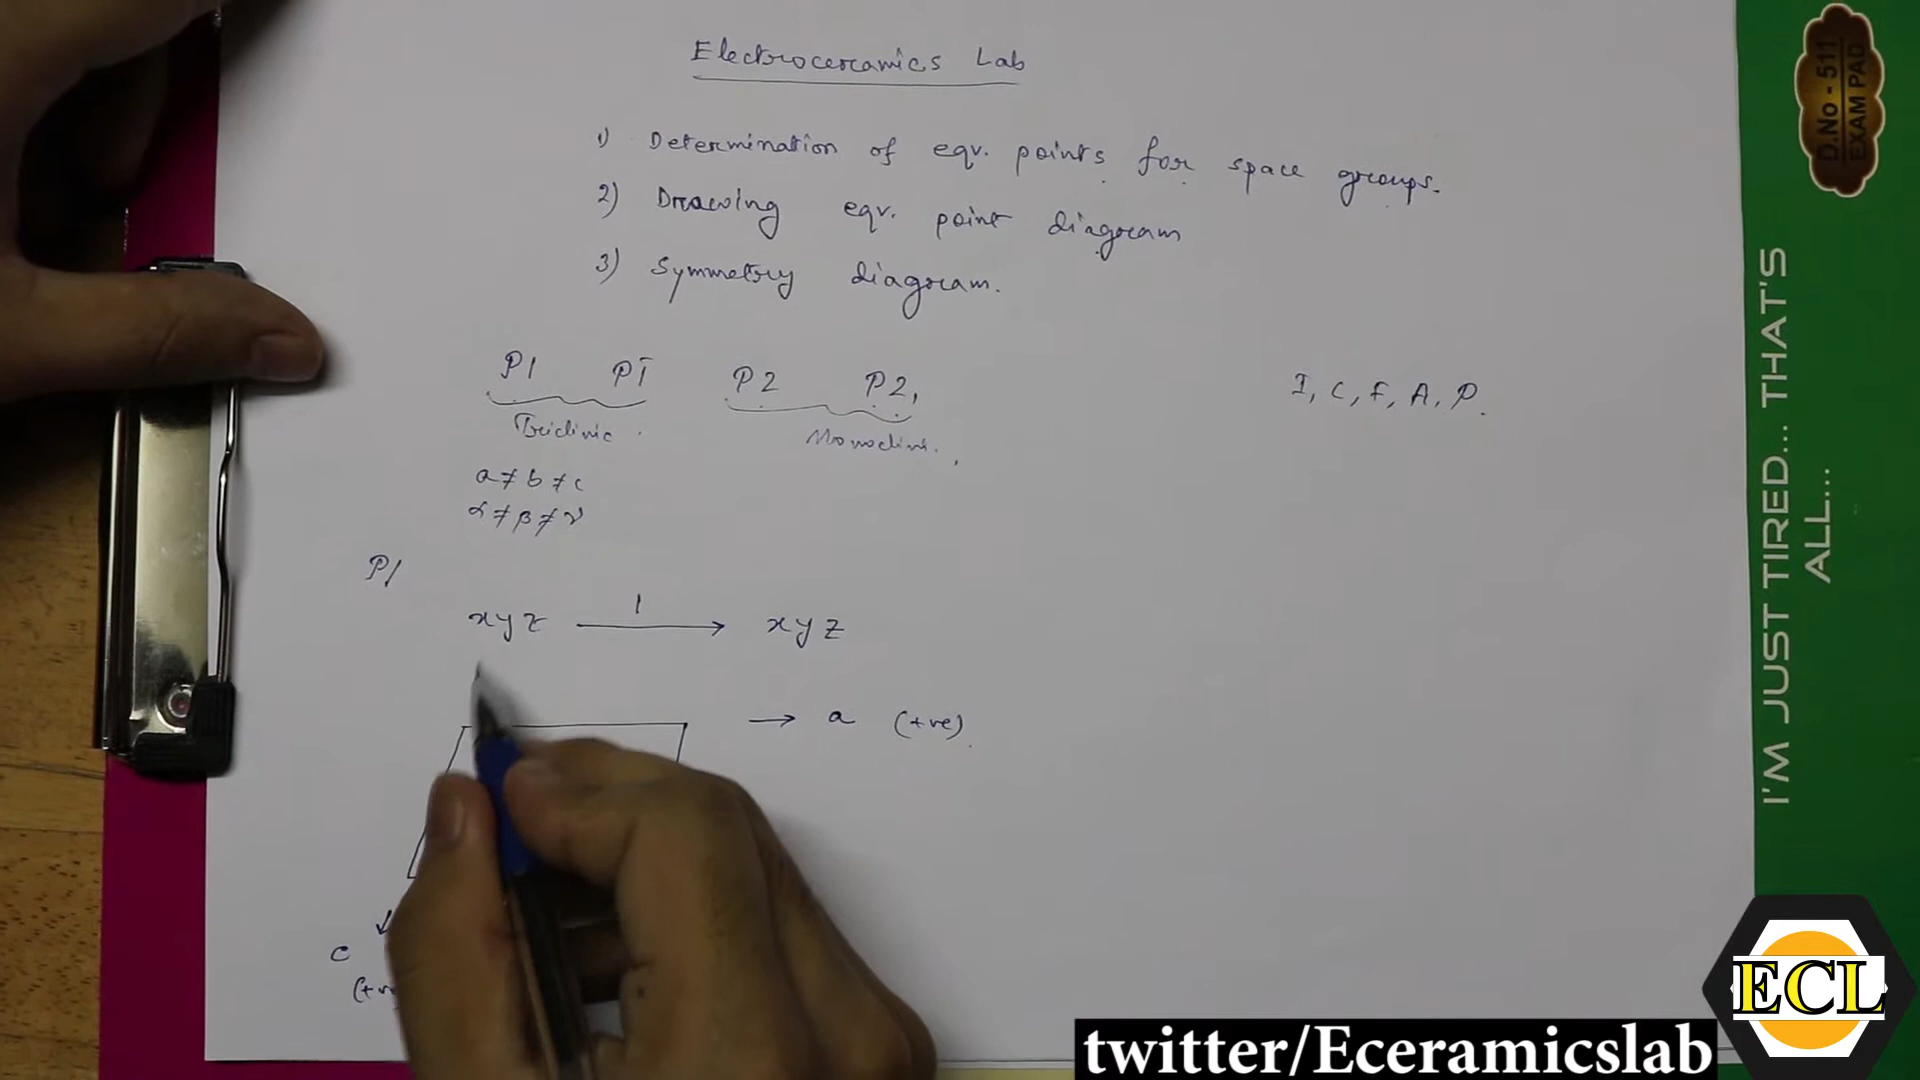 Electroceramics Lab
1) Determination of eqv. points for space groups.
2) Drawing eqv. point diagram
3) Symmetry diagram.
P1 P1̄ P2 P2₁
I, C, F, A, P.
Triclinic Monoclinic.
a ≠ b ≠ c
α ≠ β ≠ γ
P1
1
xyz → xyz
→ a (+ve)
c
(+ve
D.No - 511
EXAM PAD
I'M JUST TIRED... THAT'S
ALL...
ECL
twitter/Eceramicslab